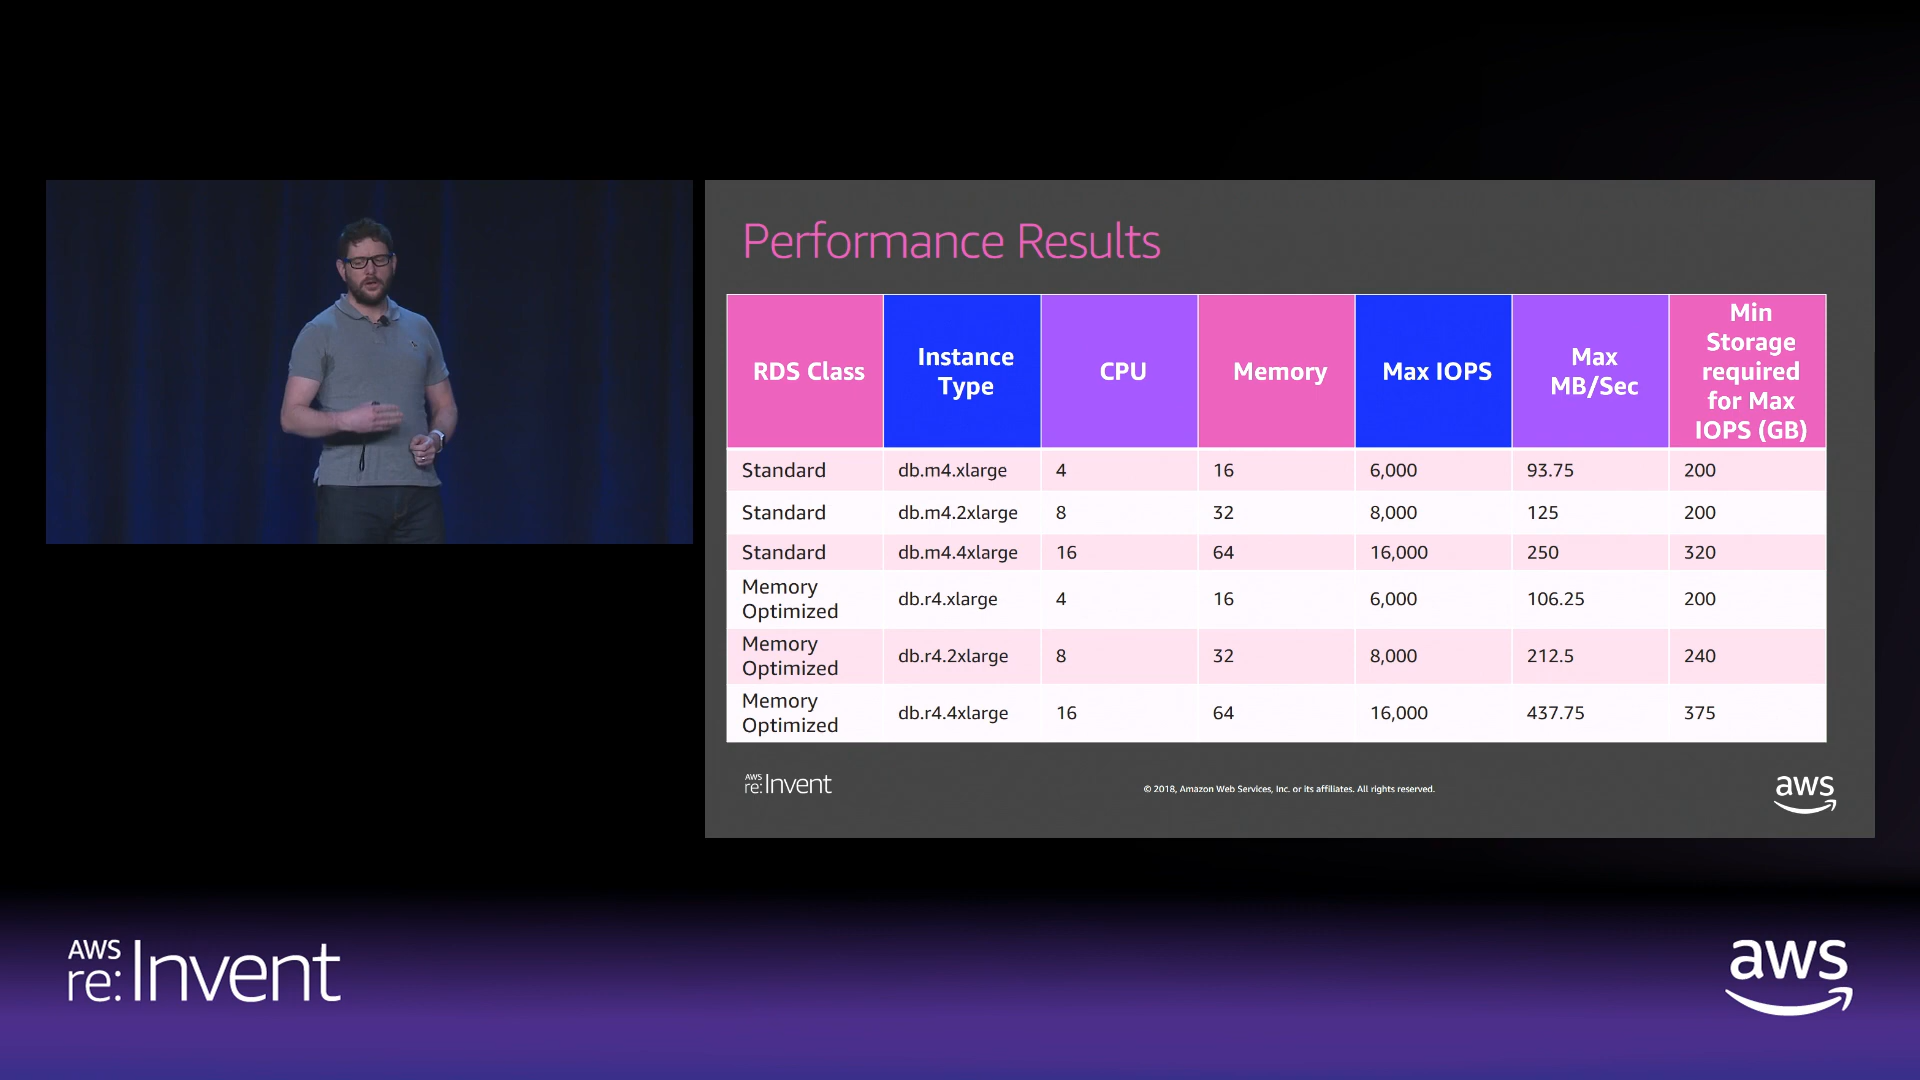 Performance Results
RDS Class
Instance
Type
CPU
Memory
Max IOPS
Max
MB/Sec
Min
Storage
required
for Max
IOPS (GB)
Standard db.m4.xlarge 4 16 6,000 93.75 200
Standard db.m4.2xlarge 8 32 8,000 125 200
Standard db.m4.4xlarge 16 64 16,000 250 320
Memory
Optimized db.r4.xlarge 4 16 6,000 106.25 200
Memory
Optimized db.r4.2xlarge 8 32 8,000 212.5 240
Memory
Optimized db.r4.4xlarge 16 64 16,000 437.75 375
AWS
re:Invent
© 2018, Amazon Web Services, Inc. or its affiliates. All rights reserved.
aws
AWS
re:Invent
aws